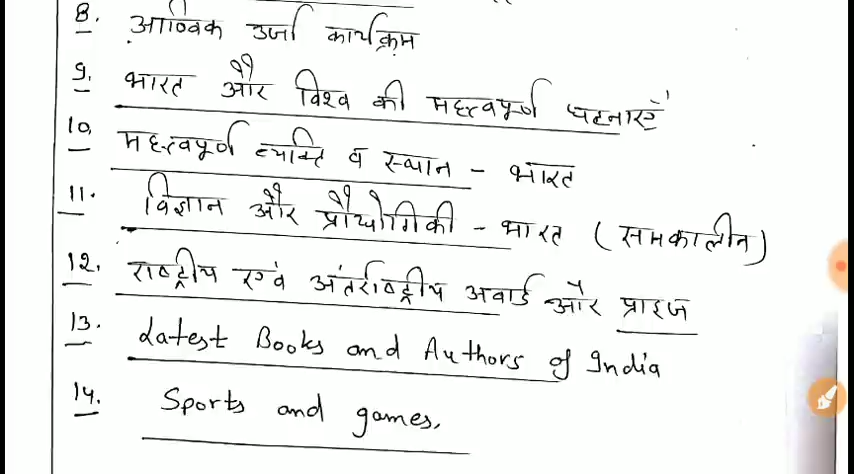 8. आण्विक उर्जा कार्यक्रम
9. भारत और विश्व की महत्वपूर्ण घटनाएँ
10. महत्वपूर्ण व्यक्ति व स्थान - भारत
11. विज्ञान और प्रौद्योगिकी - भारत (समकालीन)
12. राष्ट्रीय एवं अंतर्राष्ट्रीय अवार्ड और प्राइज
13. Latest Books and Authors of India
14. Sports and games.